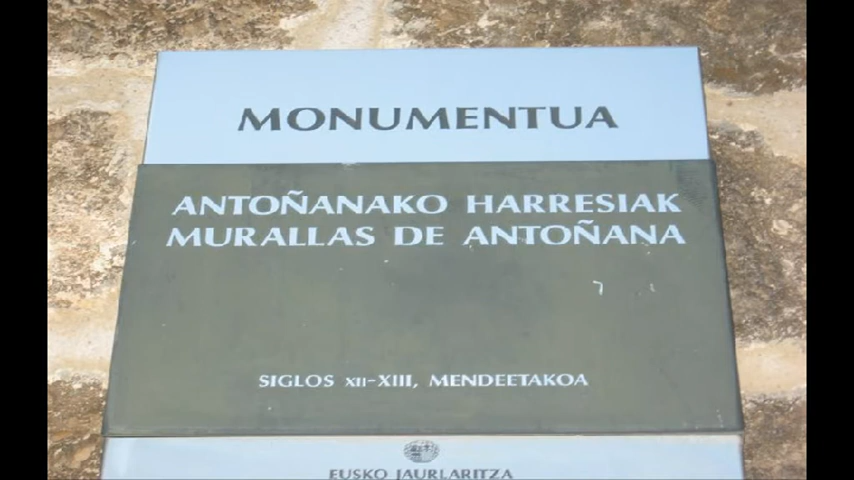 MONUMENTUA
ANTOÑANAKO HARRESIAK
MURALLAS DE ANTOÑANA
SIGLOS XII-XIII, MENDEETAKOA
EUSKO JAURLARITZA